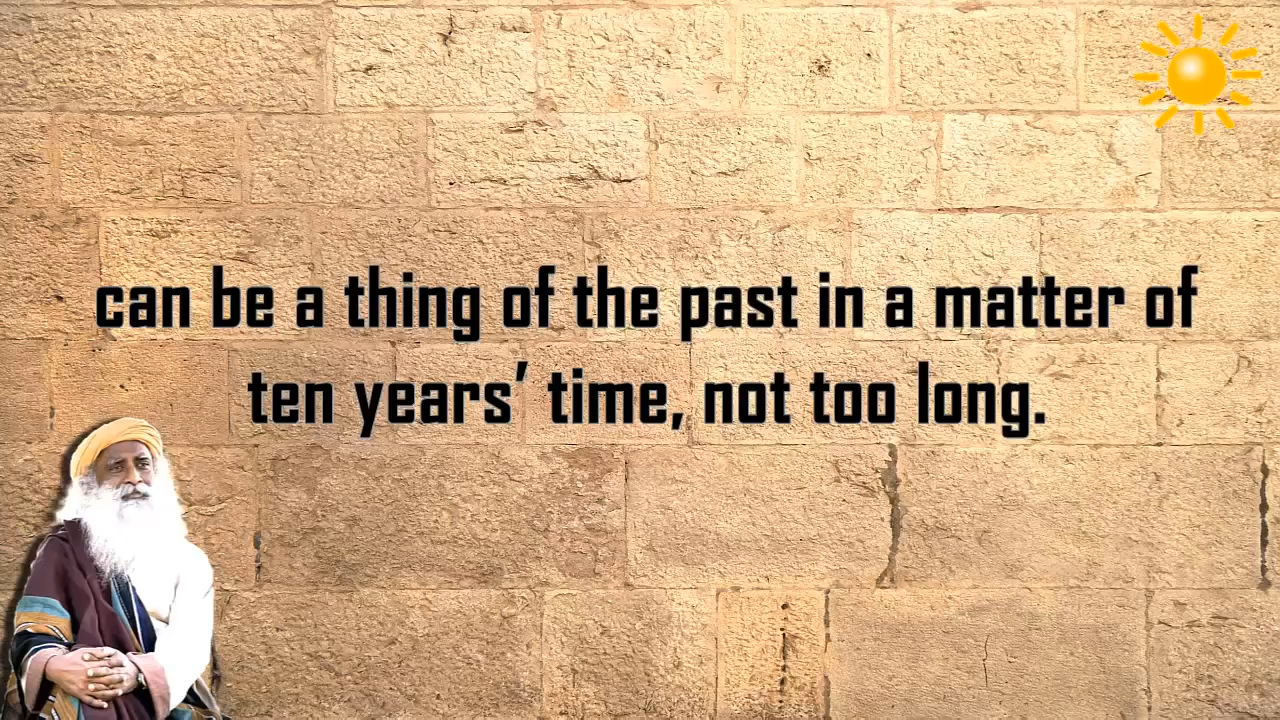 can be a thing of the past in a matter of
ten years’ time, not too long.